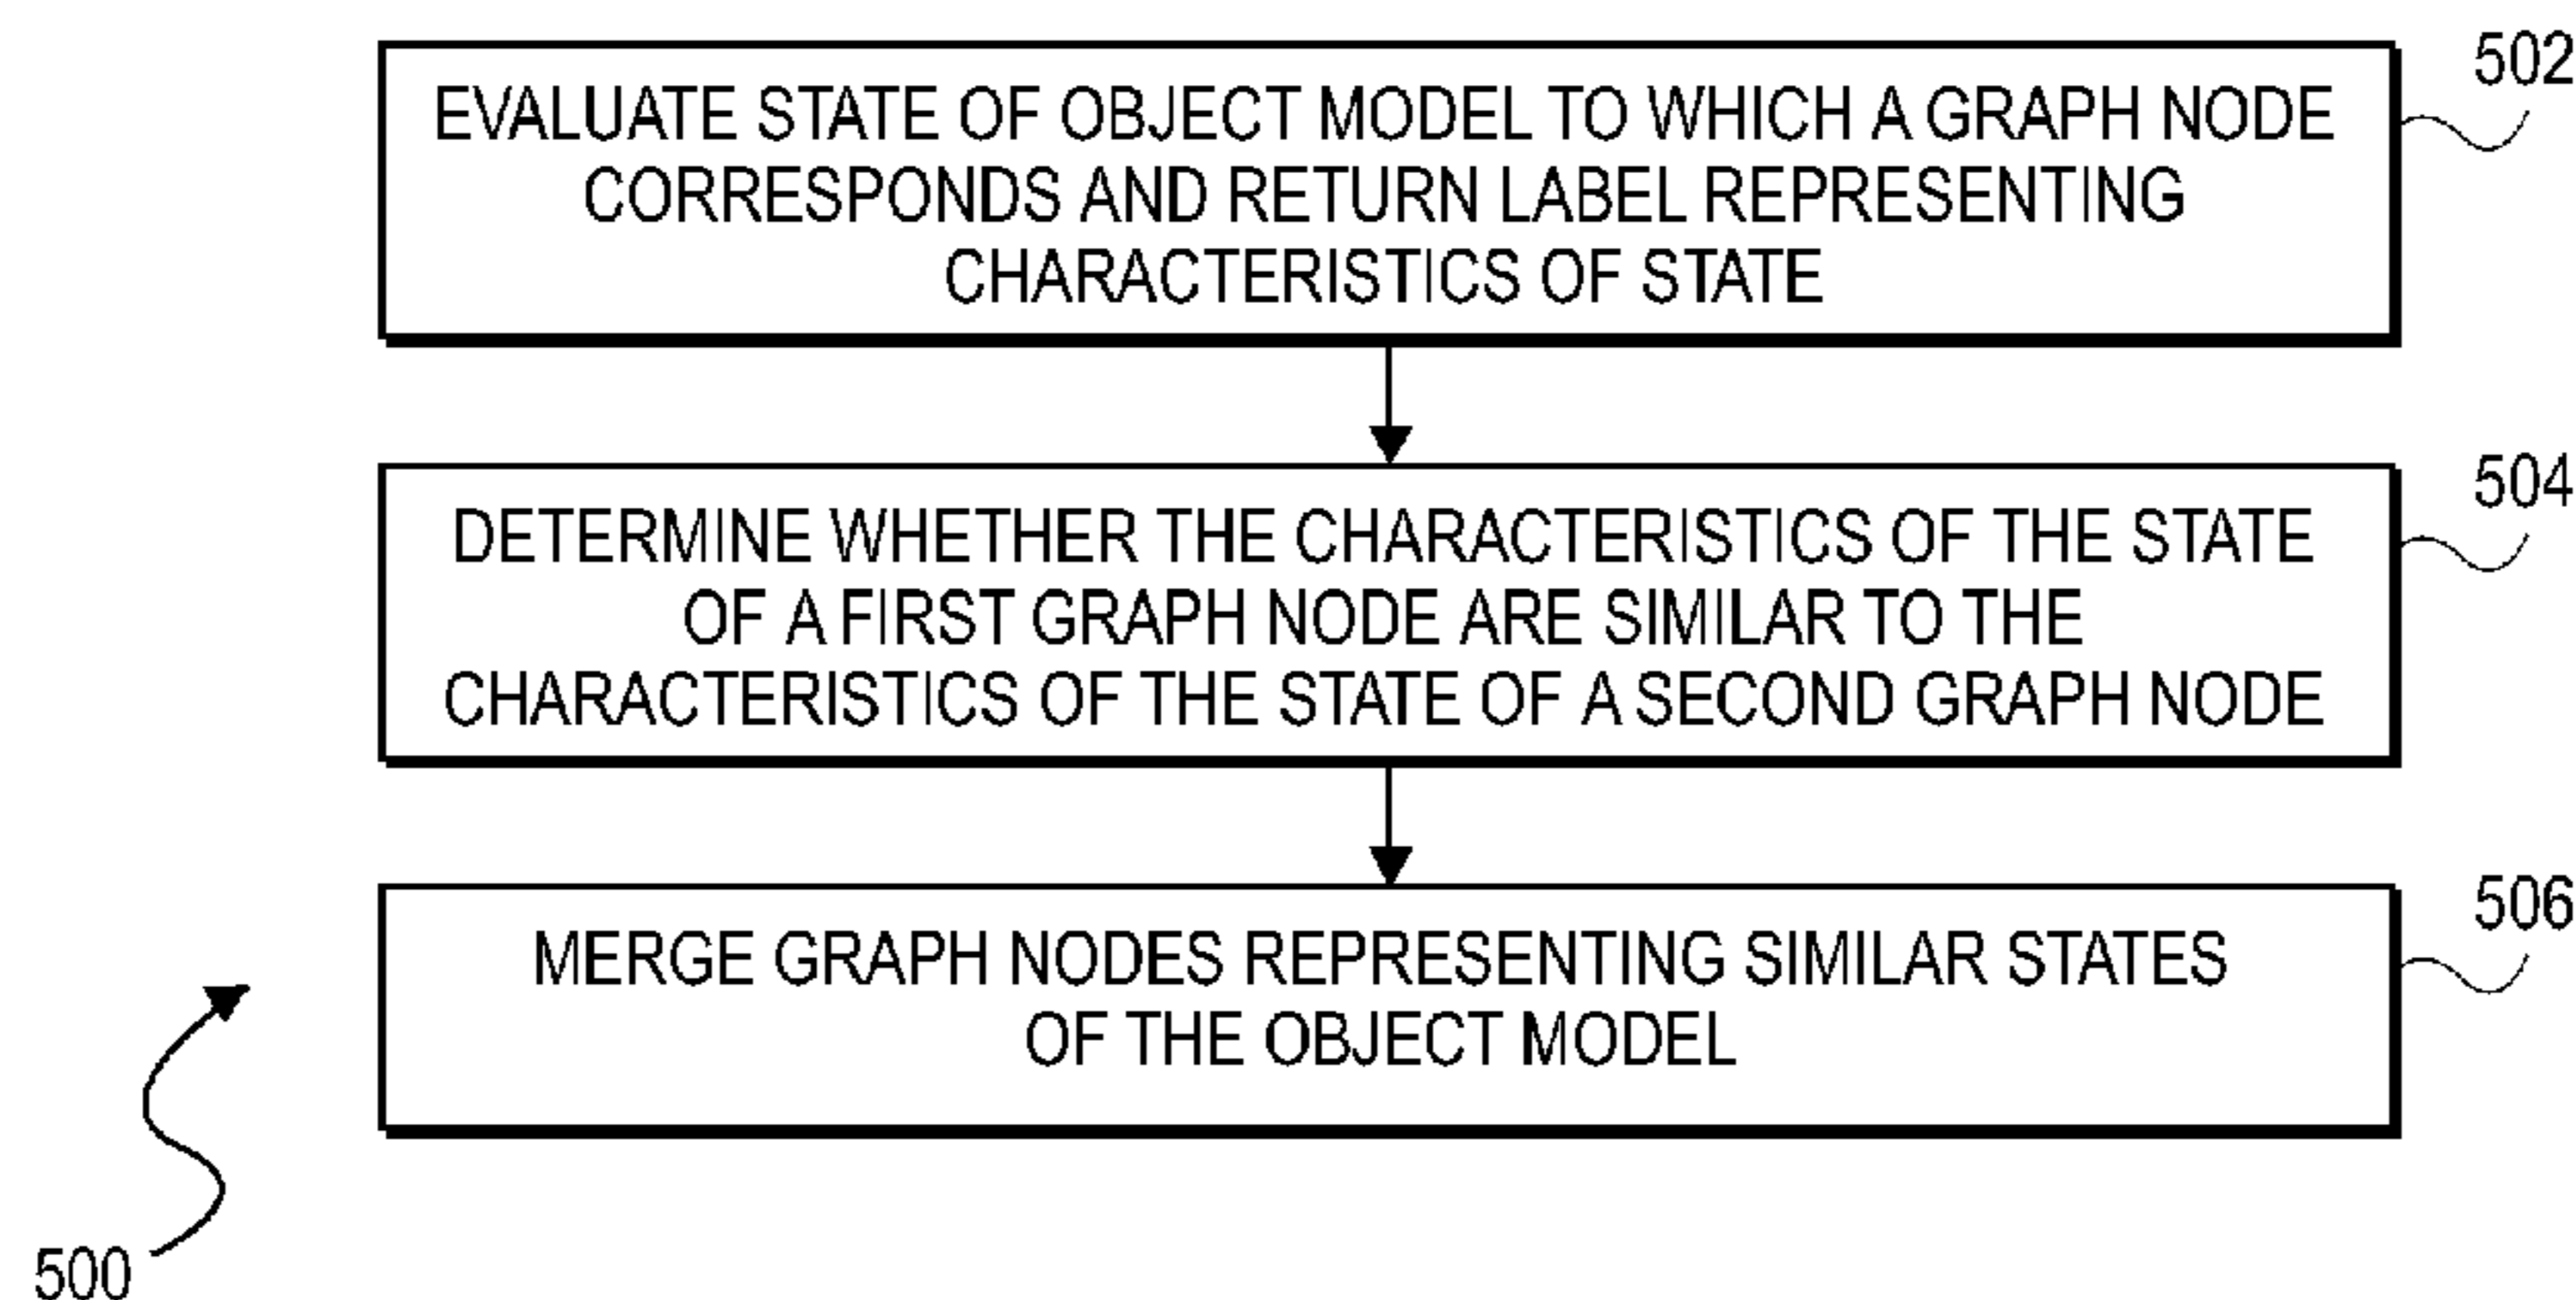 EVALUATE STATE OF OBJECT MODEL TO WHICH A GRAPH NODE
CORRESPONDS AND RETURN LABEL REPRESENTING
CHARACTERISTICS OF STATE
502
DETERMINE WHETHER THE CHARACTERISTICS OF THE STATE
OF A FIRST GRAPH NODE ARE SIMILAR TO THE
CHARACTERISTICS OF THE STATE OF A SECOND GRAPH NODE
504
MERGE GRAPH NODES REPRESENTING SIMILAR STATES
OF THE OBJECT MODEL
506
500